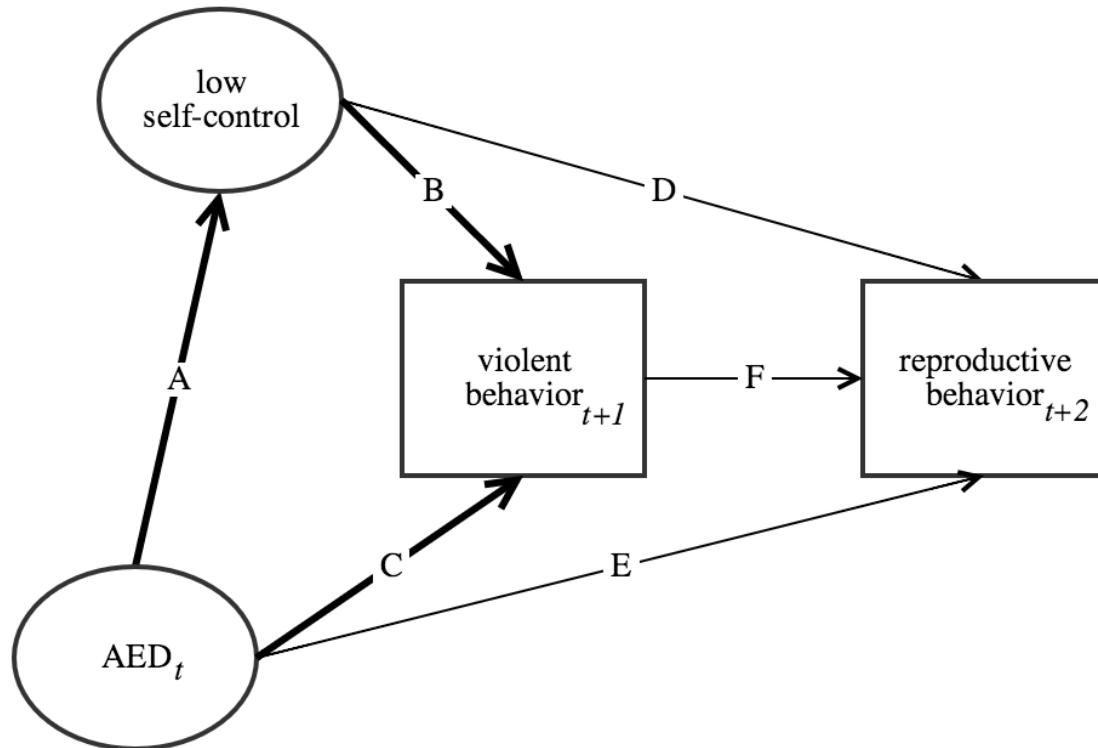 low
self-control
B
D
A
violent
behavior t+1
F
reproductive
behavior t+2
C
E
AED t